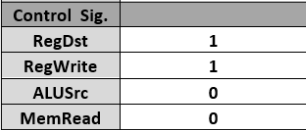 Control Sig.
RegDst 1
RegWrite 1
ALUSrc 0
MemRead 0